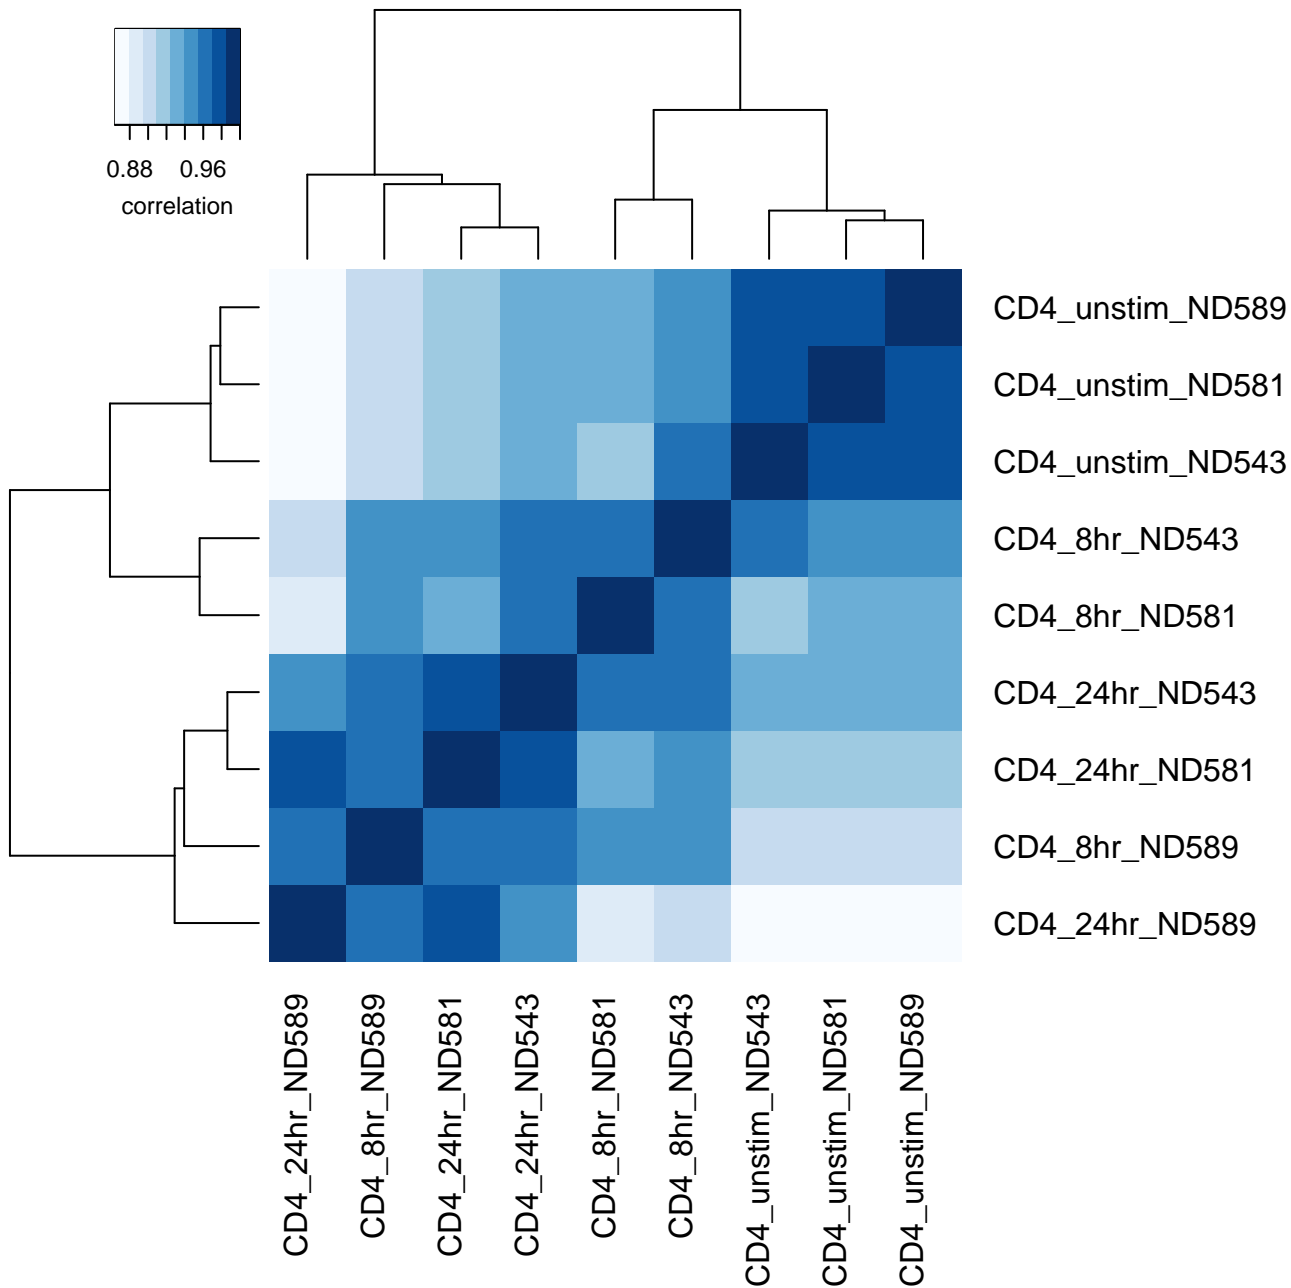 0.88 0.96
correlation
CD4_unstim_ND589
CD4_unstim_ND581
CD4_unstim_ND543
CD4_8hr_ND543
CD4_8hr_ND581
CD4_24hr_ND543
CD4_24hr_ND581
CD4_8hr_ND589
CD4_24hr_ND589
CD4_24hr_ND589
CD4_8hr_ND589
CD4_24hr_ND581
CD4_24hr_ND543
CD4_8hr_ND581
CD4_8hr_ND543
CD4_unstim_ND543
CD4_unstim_ND581
CD4_unstim_ND589